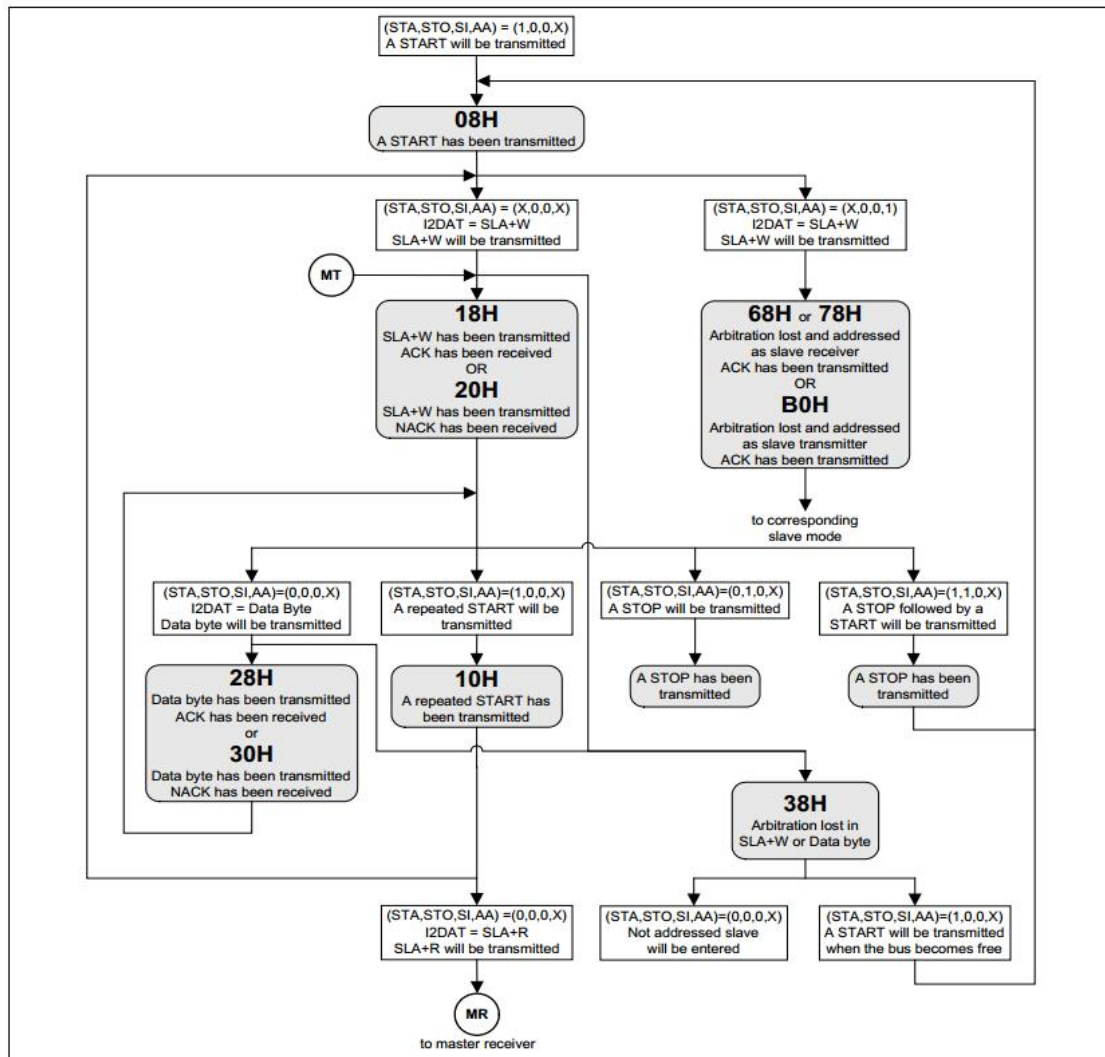 (STA,STO,SI,AA) = (1,0,0,X)
A START will be transmitted
08H
A START has been transmitted
(STA,STO,SI,AA) = (X,0,0,X)
I2DAT = SLA+W
SLA+W will be transmitted
(STA,STO,SI,AA) = (X,0,0,1)
I2DAT = SLA+W
SLA+W will be transmitted
MT
18H
SLA+W has been transmitted
ACK has been received
OR
20H
SLA+W has been transmitted
NACK has been received
68H OR 78H
Arbitration lost and addressed
as slave receiver
ACK has been transmitted
OR
B0H
Arbitration lost and addressed
as slave transmitter
ACK has been transmitted
to corresponding
slave mode
(STA,STO,SI,AA)=(0,0,0,X)
I2DAT = Data Byte
Data byte will be transmitted
(STA,STO,SI,AA)=(1,0,0,X)
A repeated START will be
transmitted
(STA,STO,SI,AA)=(0,1,0,X)
A STOP will be transmitted
(STA,STO,SI,AA)=(1,1,0,X)
A STOP followed by a
START will be transmitted
28H
Data byte has been transmitted
ACK has been received
or
30H
Data byte has been transmitted
NACK has been received
10H
A repeated START has
been transmitted
A STOP has been
transmitted
A STOP has been
transmitted
38H
Arbitration lost in
SLA+W or Data byte
(STA,STO,SI,AA) =(0,0,0,X)
I2DAT = SLA+R
SLA+R will be transmitted
(STA,STO,SI,AA)=(0,0,0,X)
Not addressed slave
will be entered
(STA,STO,SI,AA)=(1,0,0,X)
A START will be transmitted
when the bus becomes free
MR
to master receiver